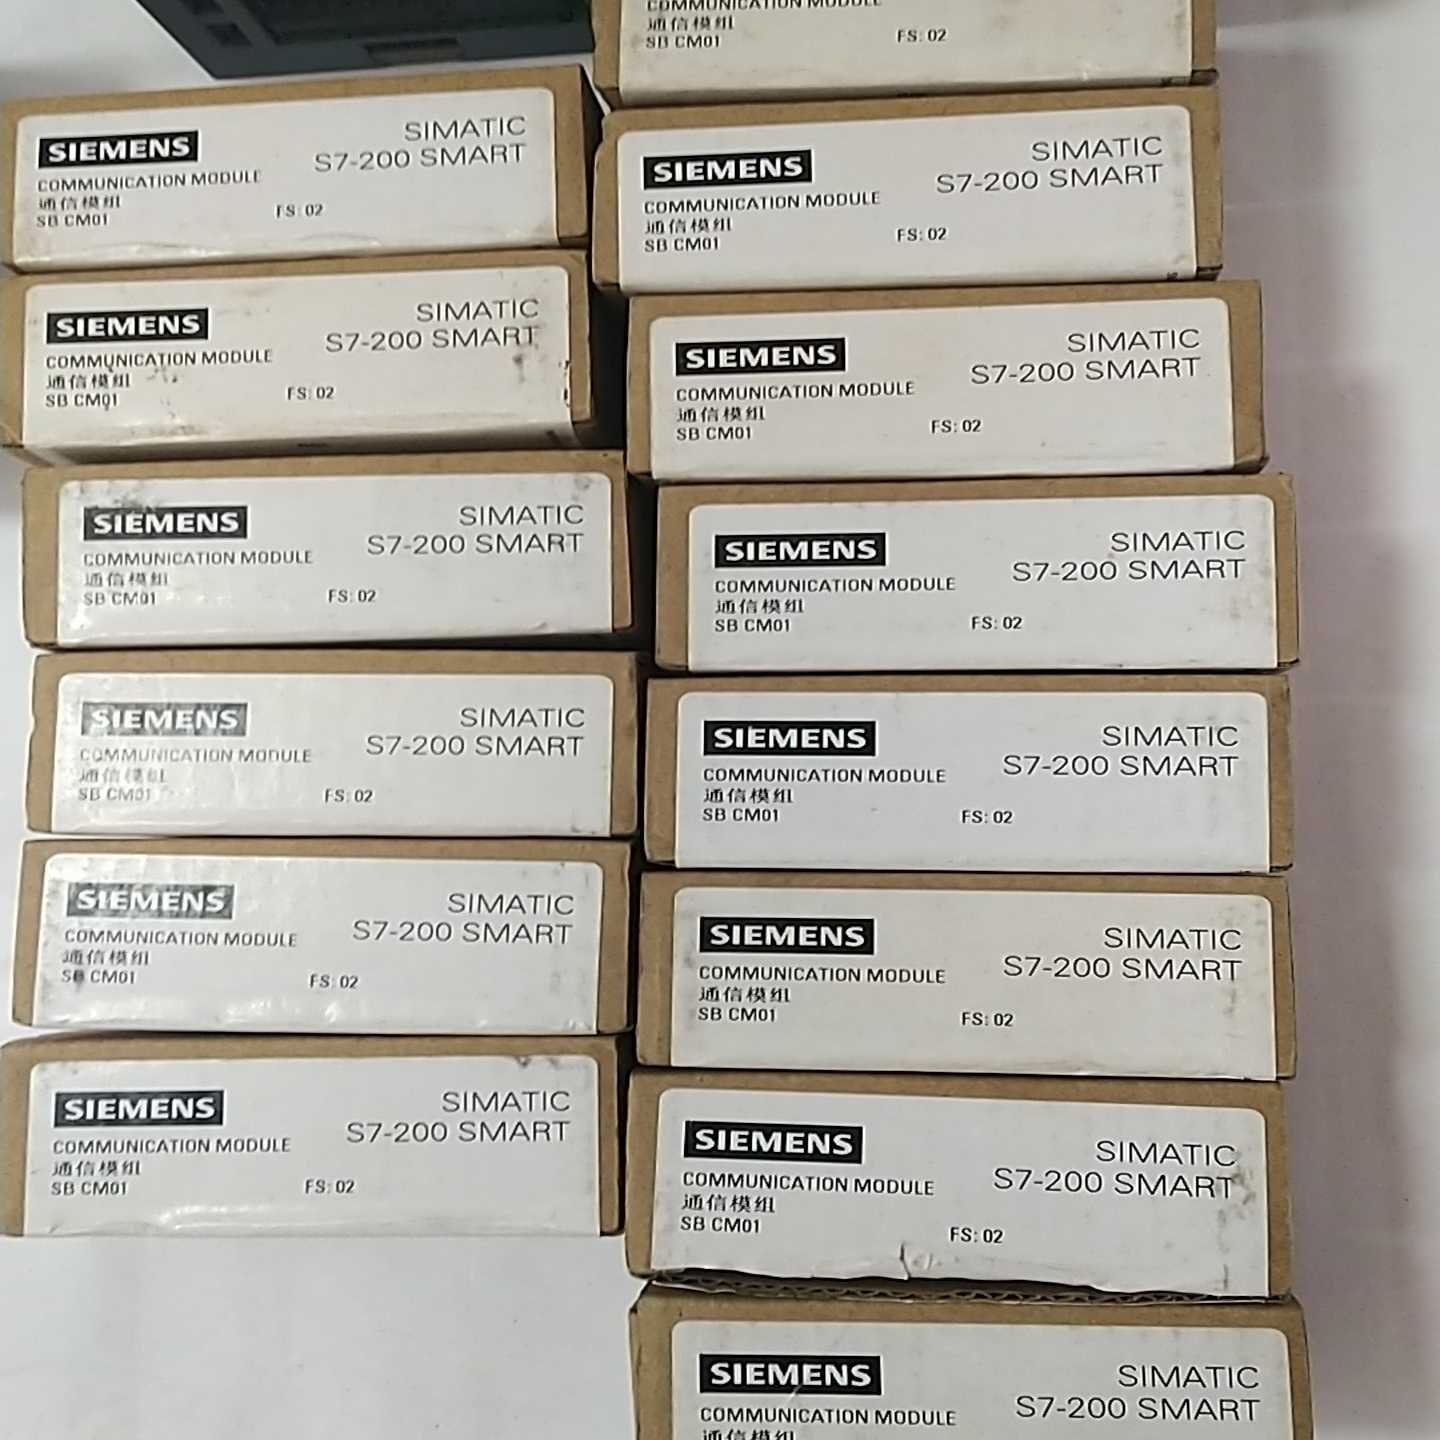 SIEMENS
SIMATIC
S7-200 SMART
COMMUNICATION MODULE
通信模组
SB CM01
FS: 02
SIEMENS
SIMATIC
S7-200 SMART
COMMUNICATION MODULE
通信模组
SB CM01
FS: 02
SIEMENS
SIMATIC
S7-200 SMART
COMMUNICATION MODULE
通信模组
SB CM01
FS: 02
SIEMENS
SIMATIC
S7-200 SMART
COMMUNICATION MODULE
通信模组
SB CM01
FS: 02
SIEMENS
SIMATIC
S7-200 SMART
COMMUNICATION MODULE
通信模组
SB CM01
FS: 02
SIEMENS
SIMATIC
S7-200 SMART
COMMUNICATION MODULE
通信模组
SB CM01
FS: 02
COMMUNICATION MODULE
通信模组
SB CM01
FS: 02
SIEMENS
SIMATIC
S7-200 SMART
COMMUNICATION MODULE
通信模组
SB CM01
FS: 02
SIEMENS
SIMATIC
S7-200 SMART
COMMUNICATION MODULE
通信模组
SB CM01
FS: 02
SIEMENS
SIMATIC
S7-200 SMART
COMMUNICATION MODULE
通信模组
SB CM01
FS: 02
SIEMENS
SIMATIC
S7-200 SMART
COMMUNICATION MODULE
通信模组
SB CM01
FS: 02
SIEMENS
SIMATIC
S7-200 SMART
COMMUNICATION MODULE
通信模组
SB CM01
FS: 02
SIEMENS
SIMATIC
S7-200 SMART
COMMUNICATION MODULE
通信模组
SB CM01
FS: 02
SIEMENS
SIMATIC
S7-200 SMART
COMMUNICATION MODULE
通信模组